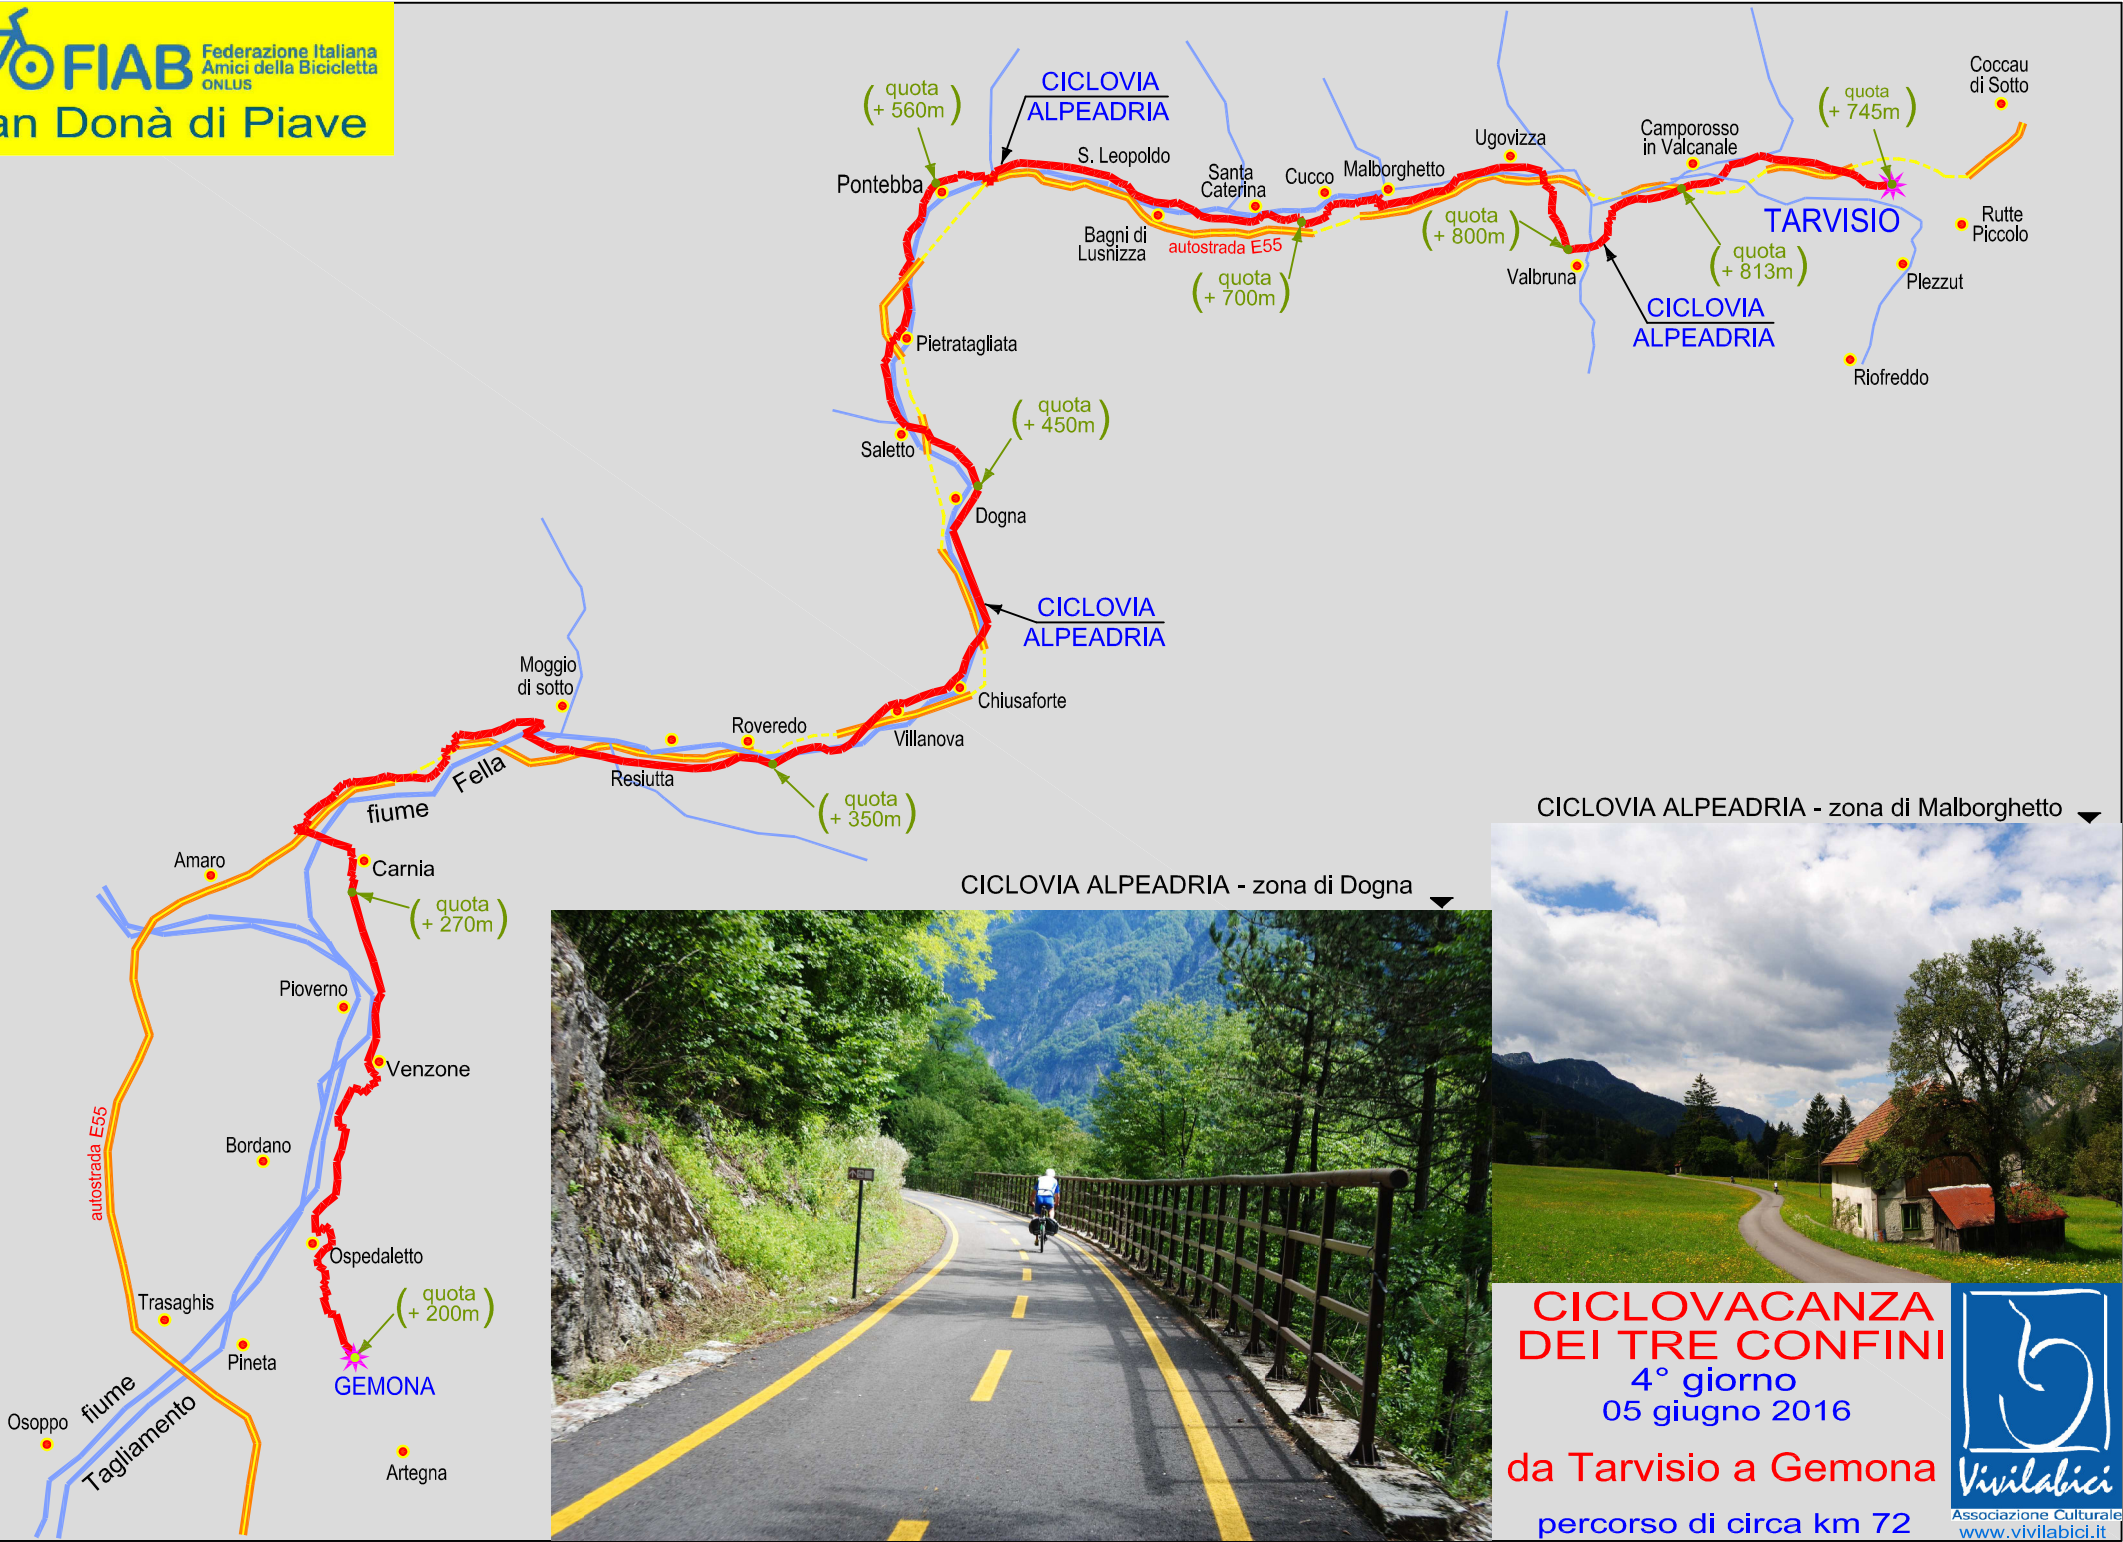 FIAB
Federazione Italiana
Amici della Bicicletta
ONLUS
an Donà di Piave
CICLOVIA
ALPEADRIA
quota
+ 560m
Pontebba
S. Leopoldo
Bagni di
Lusnizza
Santa
Caterina
Cucco
Malborghetto
autostrada E55
quota
+ 700m
Ugovizza
quota
+ 800m
Valbruna
Camporosso
in Valcanale
quota
+ 813m
CICLOVIA
ALPEADRIA
quota
+ 745m
TARVISIO
Coccau
di Sotto
Rutte
Piccolo
Plezzut
Riofreddo
Pietratagliata
Saletto
quota
+ 450m
Dogna
CICLOVIA
ALPEADRIA
Chiusaforte
Villanova
Roveredo
quota
+ 350m
Resiutta
Moggio
di sotto
fiume Fella
Amaro
Carnia
quota
+ 270m
Pioverno
Venzone
Bordano
autostrada E55
Ospedaletto
Trasaghis
quota
+ 200m
Pineta
GEMONA
Osoppo
fiume
Tagliamento
Artegna
CICLOVIA ALPEADRIA - zona di Dogna
CICLOVIA ALPEADRIA - zona di Malborghetto
CICLOVACANZA
DEI TRE CONFINI
4° giorno
05 giugno 2016
da Tarvisio a Gemona
percorso di circa km 72
Vivilabici
Associazione Culturale
www.vivilabici.it